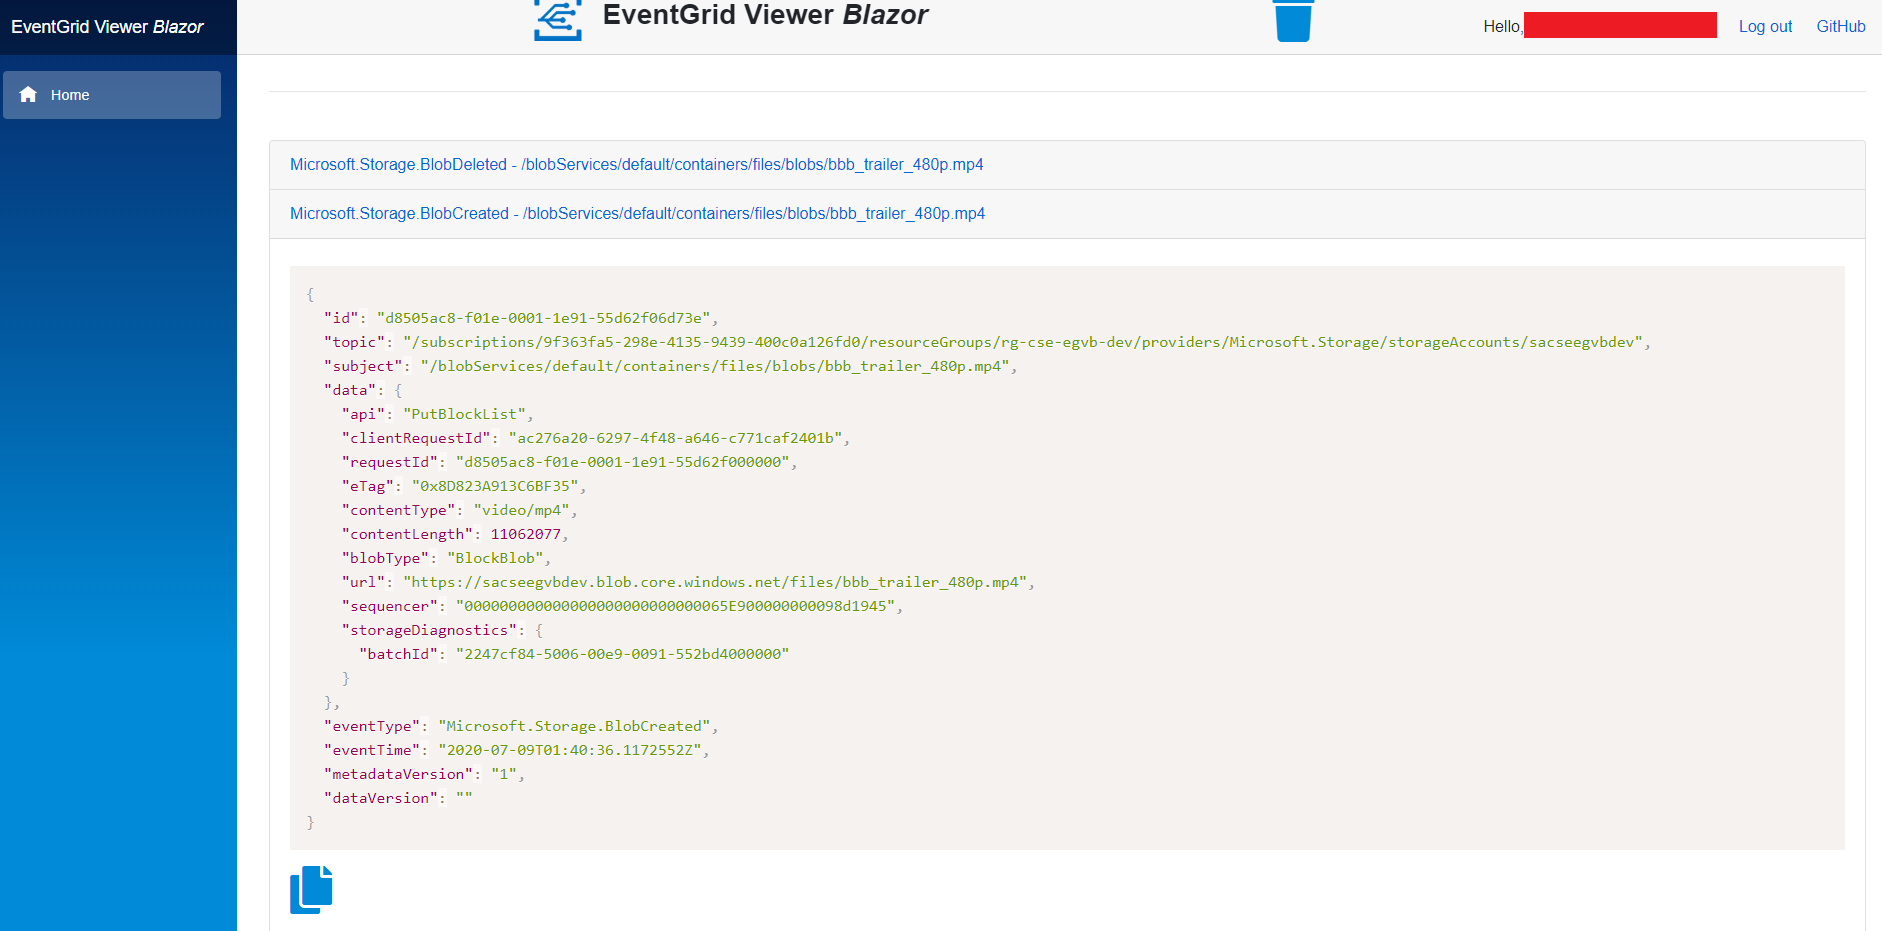 EventGrid Viewer Blazor
EventGrid Viewer Blazor
Hello,
Log out
GitHub
Home
Microsoft.Storage.BlobDeleted - /blobServices/default/containers/files/blobs/bbb_trailer_480p.mp4
Microsoft.Storage.BlobCreated - /blobServices/default/containers/files/blobs/bbb_trailer_480p.mp4
{
"id": "d8505ac8-f01e-0001-1e91-55d62f06d73e",
"topic": "/subscriptions/9f363fa5-298e-4135-9439-400c0a126fd0/resourceGroups/rg-cse-egvb-dev/providers/Microsoft.Storage/storageAccounts/sacseegvbdev",
"subject": "/blobServices/default/containers/files/blobs/bbb_trailer_480p.mp4",
"data": {
"api": "PutBlockList",
"clientRequestId": "ac276a20-6297-4f48-a646-c771caf2401b",
"requestId": "d8505ac8-f01e-0001-1e91-55d62f000000",
"eTag": "0x8D823A913C6BF35",
"contentType": "video/mp4",
"contentLength": 11062077,
"blobType": "BlockBlob",
"url": "https://sacseegvbdev.blob.core.windows.net/files/bbb_trailer_480p.mp4",
"sequencer": "000000000000000000000000000065E900000000098d1945",
"storageDiagnostics": {
"batchId": "2247cf84-5006-00e9-0091-552bd4000000"
}
},
"eventType": "Microsoft.Storage.BlobCreated",
"eventTime": "2020-07-09T01:40:36.1172552Z",
"metadataVersion": "1",
"dataVersion": ""
}